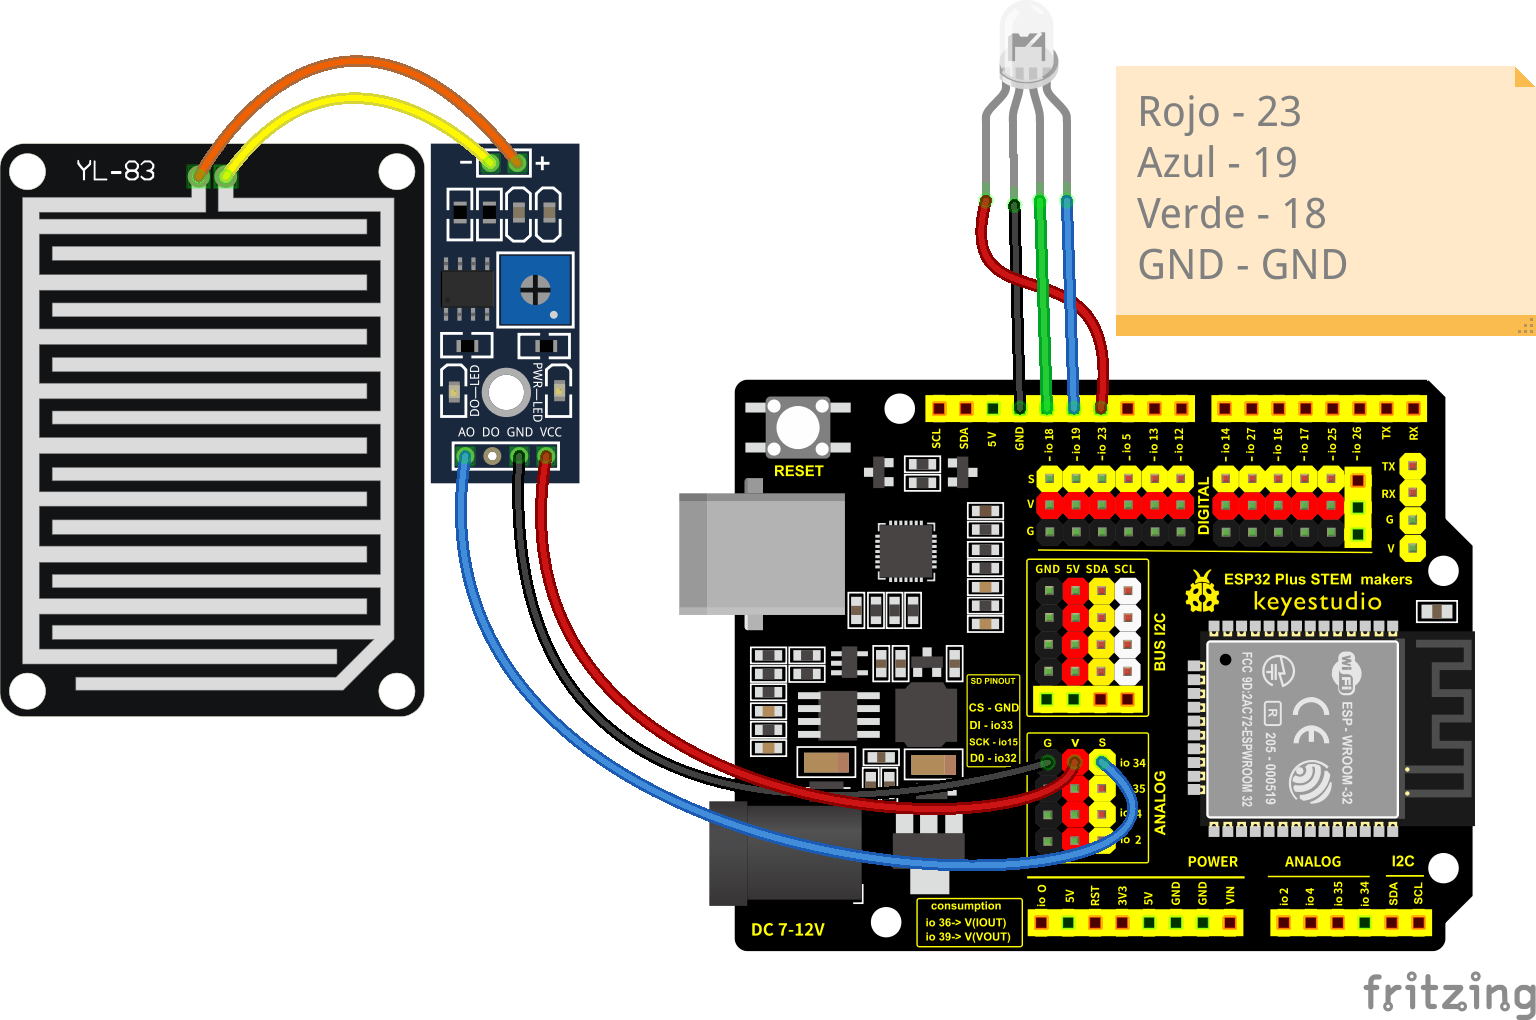 Rojo - 23
Azul - 19
Verde - 18
GND - GND
YL-83
- +
DO-LED
PWR-LED
AO DO GND VCC
RESET
SCL SDA 5V GND ~io 18 ~io 19 ~io 23 ~io 5 ~io 13 ~io 12
~io 14 ~io 27 ~io 16 ~io 17 ~io 25 ~io 26 TX RX
S
V
G
DIGITAL
TX
RX
G
V
GND 5V SDA SCL
BUS I2C
ESP32 Plus STEM makers
keyestudio
SD PINOUT
CS - GND
DI - io33
SCK - io15
D0 - io32
G V S
io 34
35
io 4
io 2
ANALOG
FCC 9D:2AC72-ESPWROOM 32
R
205 - 000519
CE
WiFi
ESP - WROOM-32
POWER
ANALOG
I2C
io 0 5V RST 3V3 5V GND GND VIN
io2 io4 io 35 io 34 SDA SCL
consumption
io 36-> V(IOUT)
io 39-> V(VOUT)
DC 7-12V
fritzing